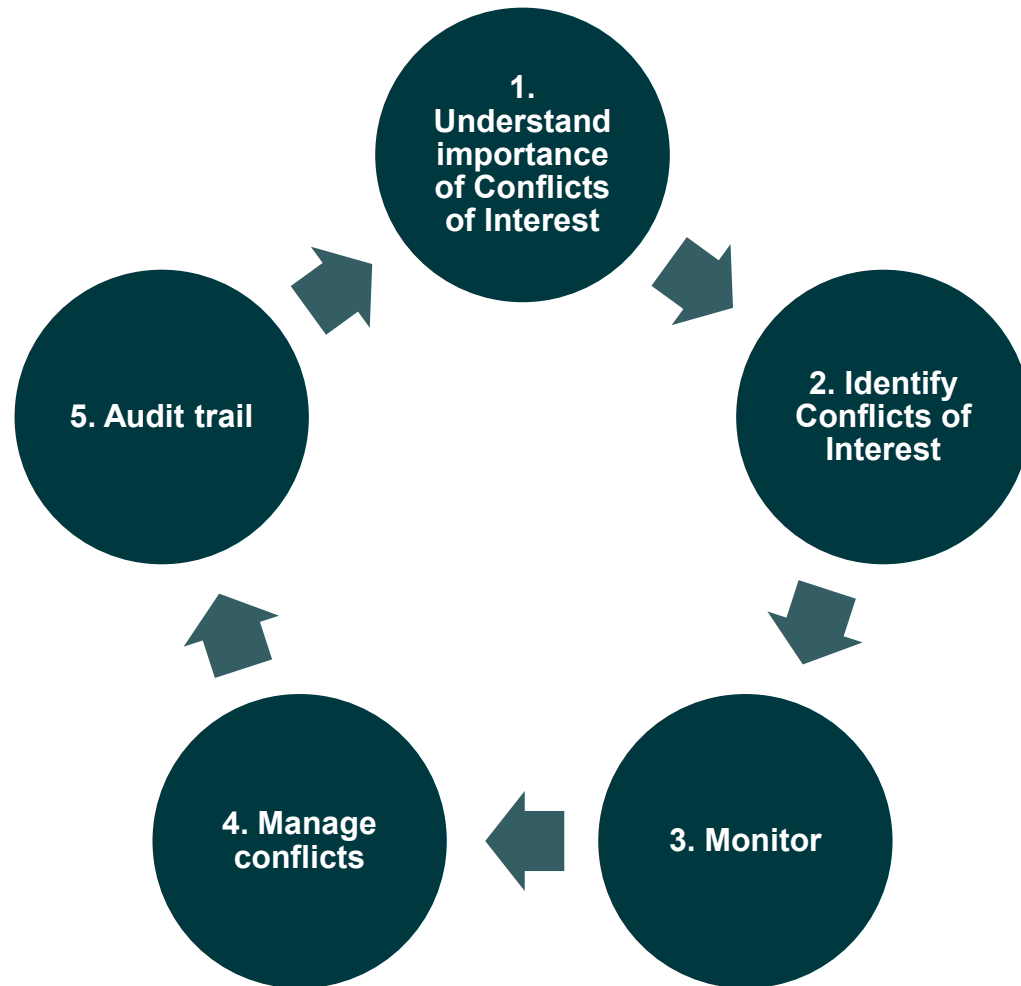 1.
Understand
importance
of Conflicts
of Interest
2. Identify
Conflicts of
Interest
3. Monitor
4. Manage
conflicts
5. Audit trail